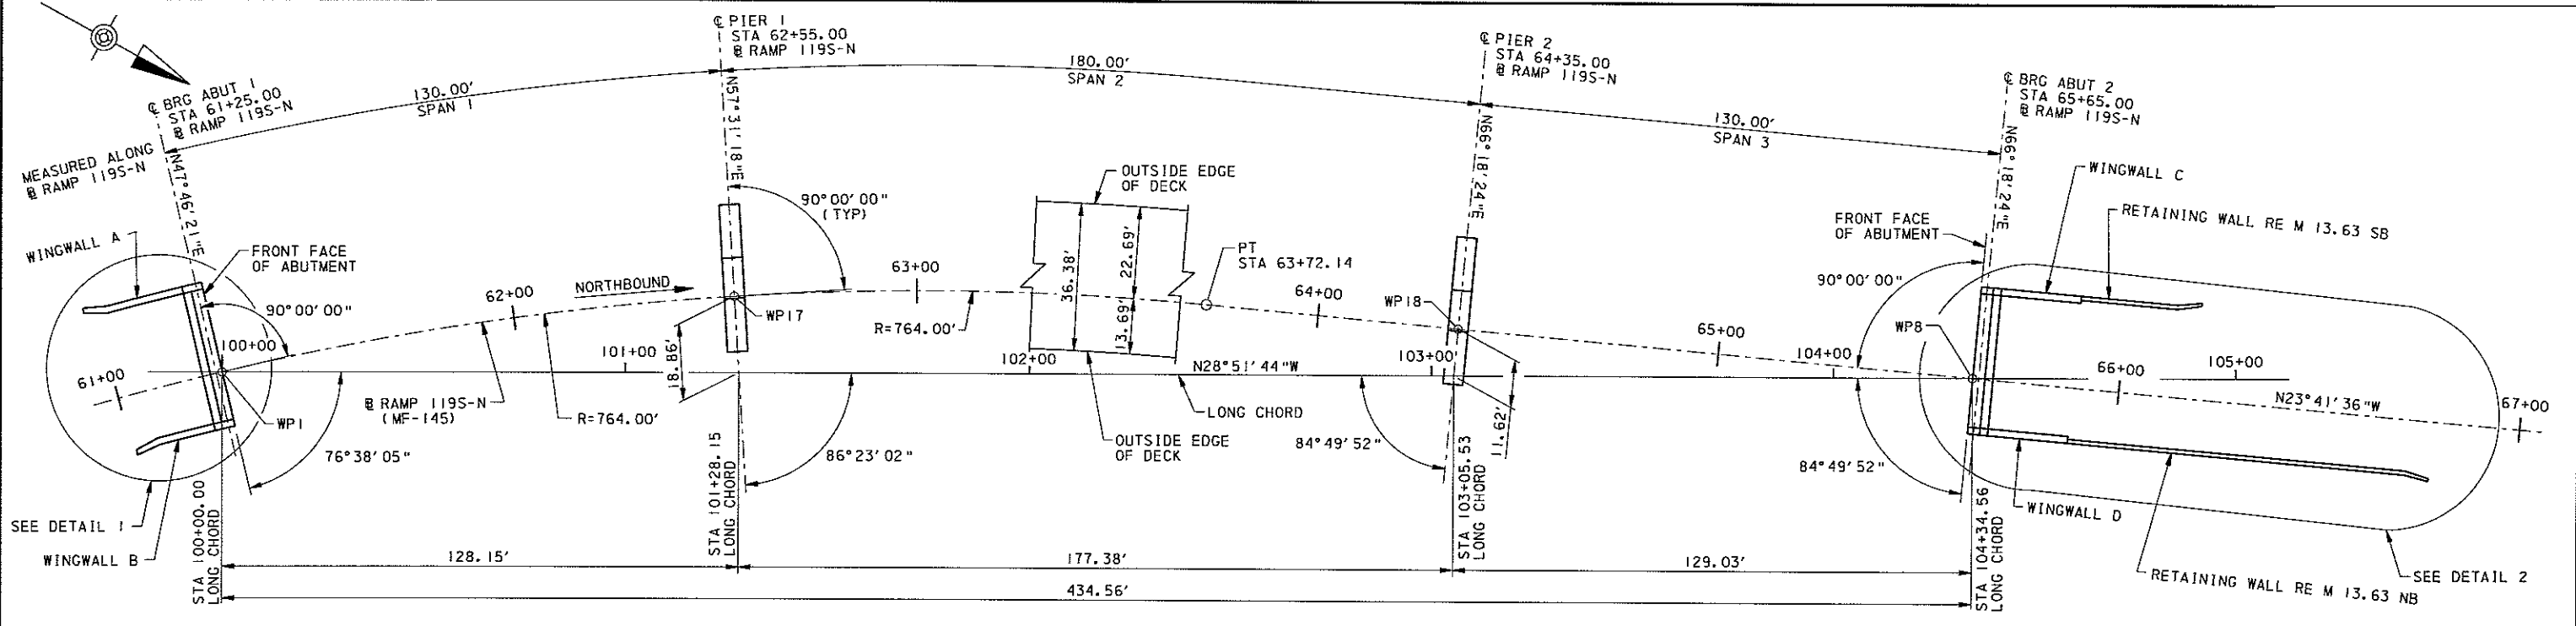 ℄ PIER 1
STA 62+55.00
℄ RAMP 119S-N
℄ PIER 2
STA 64+35.00
℄ RAMP 119S-N
℄ BRG ABUT 1
STA 61+25.00
℄ RAMP 119S-N
℄ BRG ABUT 2
STA 65+65.00
℄ RAMP 119S-N
130.00'
SPAN 1
180.00'
SPAN 2
130.00'
SPAN 3
MEASURED ALONG
℄ RAMP 119S-N
N47°46'21"E
N57°31'18"E
N66°18'24"E
N66°18'24"E
WINGWALL A
FRONT FACE
OF ABUTMENT
90°00'00"
90°00'00"
(TYP)
OUTSIDE EDGE
OF DECK
36.38'
22.69'
13.69'
PT
STA 63+72.14
WINGWALL C
RETAINING WALL RE M 13.63 SB
FRONT FACE
OF ABUTMENT
90°00'00"
61+00
62+00
NORTHBOUND
63+00
64+00
65+00
66+00
67+00
100+00
101+00
102+00
103+00
104+00
105+00
WP1
WP17
WP18
WP8
R=764.00'
R=764.00'
18.86'
11.62'
N28°51'44"W
N23°41'36"W
℄ RAMP 119S-N
(MF-145)
LONG CHORD
OUTSIDE EDGE
OF DECK
76°38'05"
86°23'02"
84°49'52"
84°49'52"
SEE DETAIL 1
WINGWALL B
WINGWALL D
RETAINING WALL RE M 13.63 NB
SEE DETAIL 2
STA 100+00.00
LONG CHORD
STA 101+28.15
LONG CHORD
STA 103+05.53
LONG CHORD
STA 104+34.56
LONG CHORD
128.15'
177.38'
129.03'
434.56'